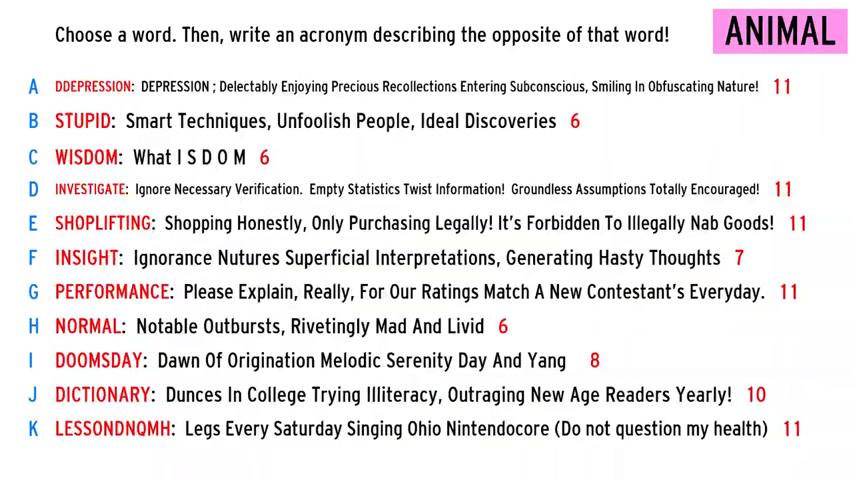 Choose a word. Then, write an acronym describing the opposite of that word! ANIMAL
A DDEPRESSION: DEPRESSION ; Delectably Enjoying Precious Recollections Entering Subconscious, Smiling In Obfuscating Nature! 11
B STUPID: Smart Techniques, Unfoolish People, Ideal Discoveries 6
C WISDOM: What I S D O M 6
D INVESTIGATE: Ignore Necessary Verification. Empty Statistics Twist Information! Groundless Assumptions Totally Encouraged! 11
E SHOPLIFTING: Shopping Honestly, Only Purchasing Legally! It's Forbidden To Illegally Nab Goods! 11
F INSIGHT: Ignorance Nutures Superficial Interpretations, Generating Hasty Thoughts 7
G PERFORMANCE: Please Explain, Really, For Our Ratings Match A New Contestant's Everyday. 11
H NORMAL: Notable Outbursts, Rivetingly Mad And Livid 6
I DOOMSDAY: Dawn Of Origination Melodic Serenity Day And Yang 8
J DICTIONARY: Dunces In College Trying Illiteracy, Outraging New Age Readers Yearly! 10
K LESSONDNQMH: Legs Every Saturday Singing Ohio Nintendocore (Do not question my health) 11